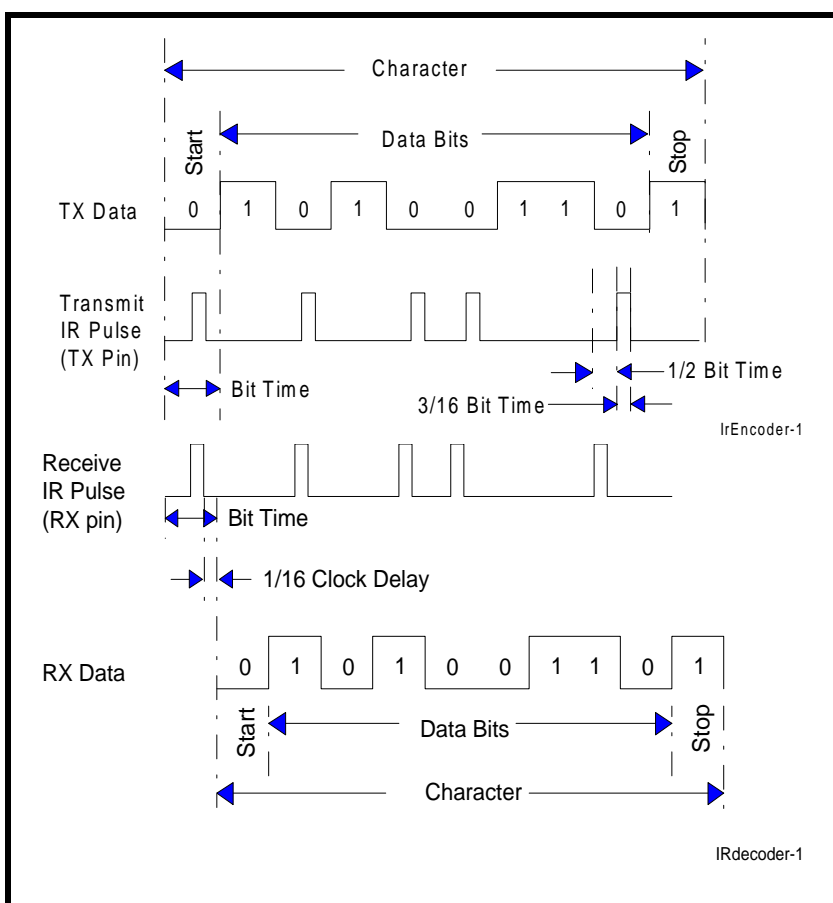 Character
Start
Data Bits
Stop
TX Data 0 1 0 1 0 0 1 1 0 1
Transmit
IR Pulse
(TX Pin)
Bit Time
1/2 Bit Time
3/16 Bit Time
IrEncoder-1
Receive
IR Pulse
(RX pin)
Bit Time
1/16 Clock Delay
RX Data 0 1 0 1 0 0 1 1 0 1
Start
Data Bits
Stop
Character
IRdecoder-1